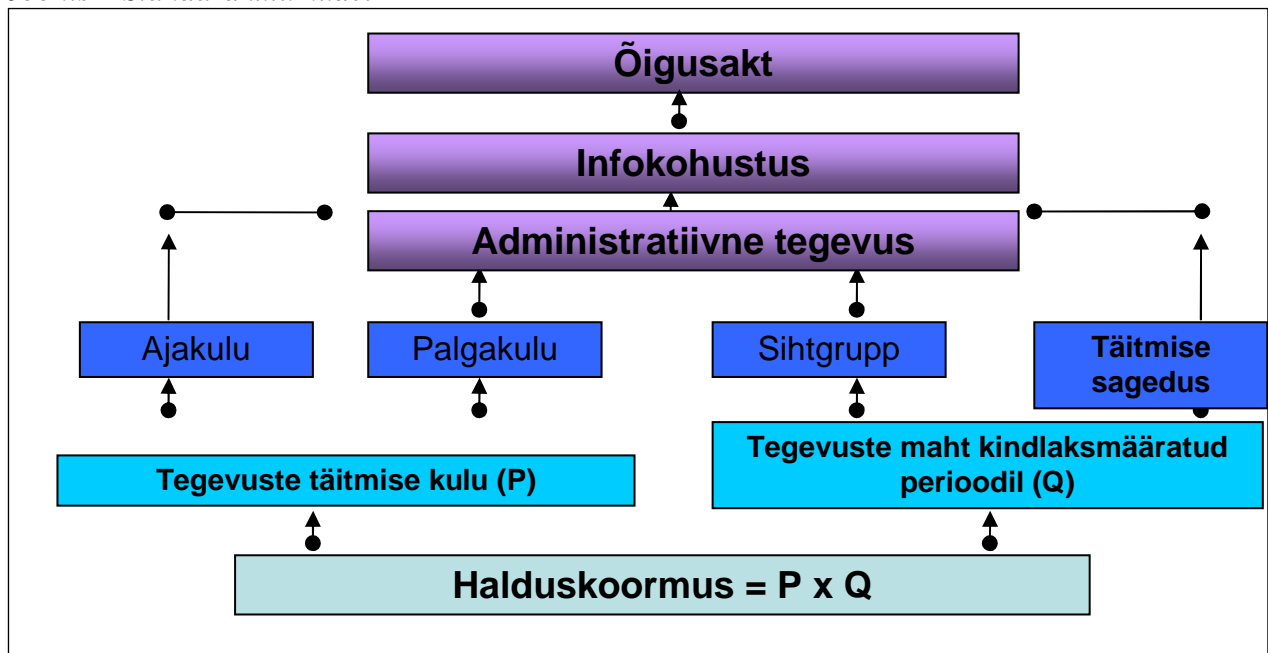 Õigusakt
Infokohustus
Administratiivne tegevus
Ajakulu
Palgakulu
Sihtgrupp
Täitmise
sagedus
Tegevuste täitmise kulu (P)
Tegevuste maht kindlaksmääratud
perioodil (Q)
Halduskoormus = P x Q